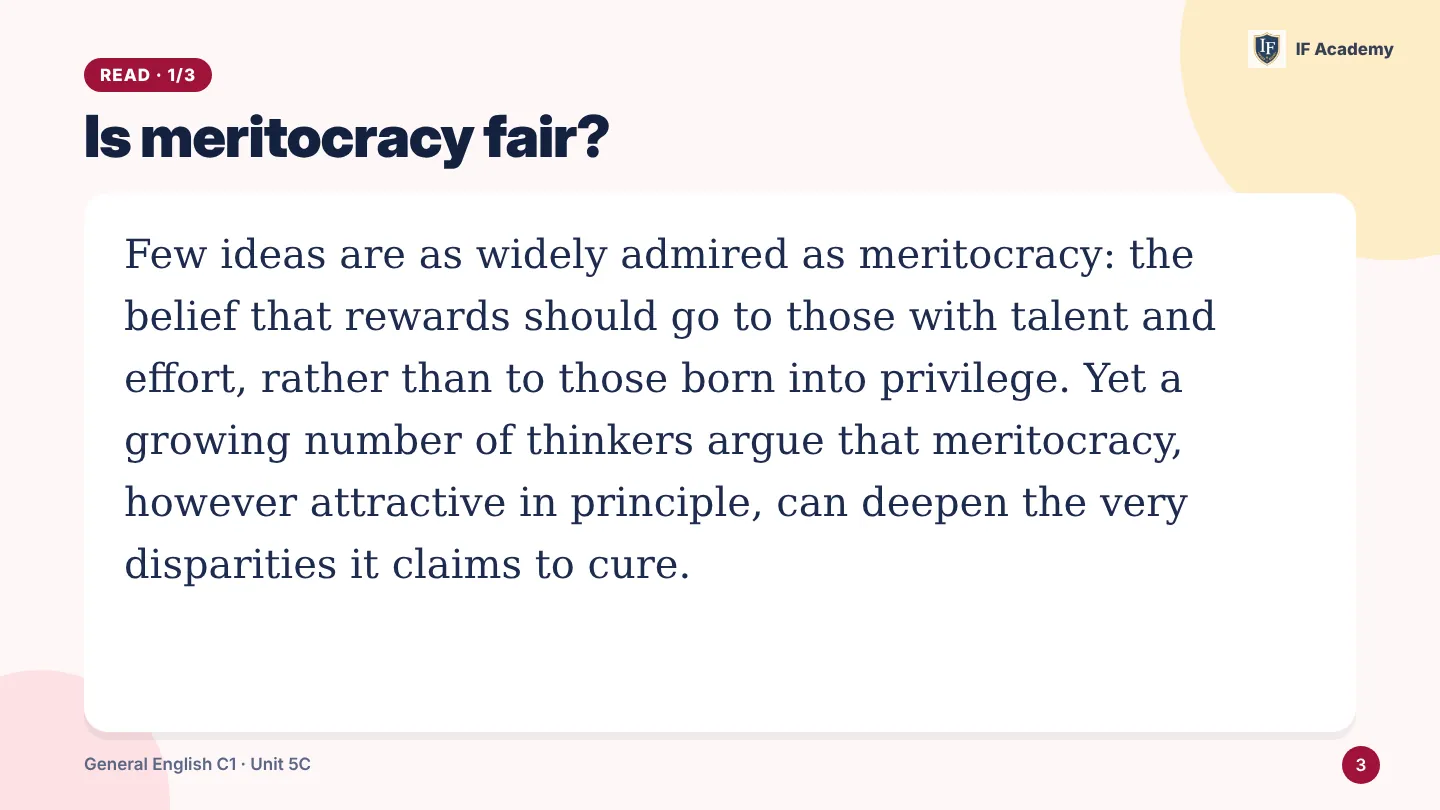 IF IF Academy
READ · 1/3
Is meritocracy fair?
Few ideas are as widely admired as meritocracy: the
belief that rewards should go to those with talent and
effort, rather than to those born into privilege. Yet a
growing number of thinkers argue that meritocracy,
however attractive in principle, can deepen the very
disparities it claims to cure.
General English C1 · Unit 5C
3